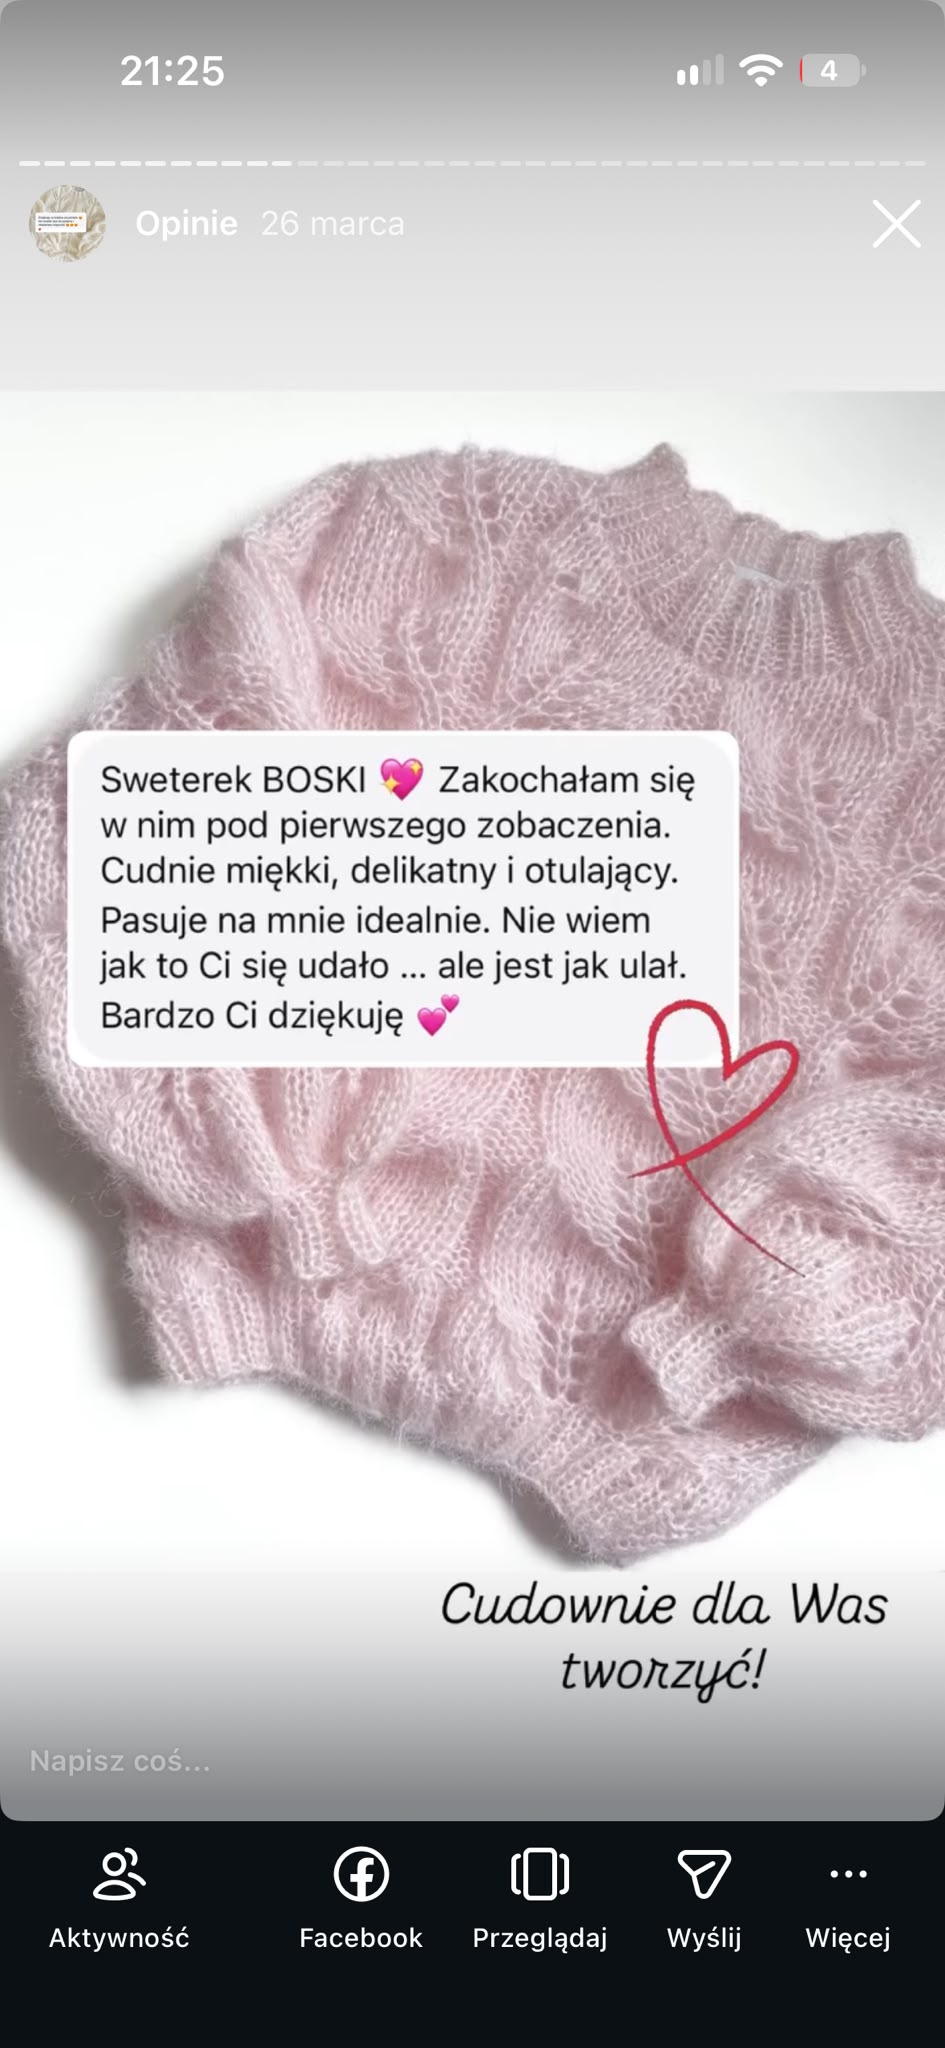 21:25
4
Opinie 26 marca
Sweterek BOSKI 💖 Zakochałam się
w nim pod pierwszego zobaczenia.
Cudnie miękki, delikatny i otulający.
Pasuje na mnie idealnie. Nie wiem
jak to Ci się udało ... ale jest jak ulał.
Bardzo Ci dziękuję 💕
Cudownie dla Was
tworzyć!
Napisz coś...
Aktywność Facebook Przeglądaj Wyślij Więcej